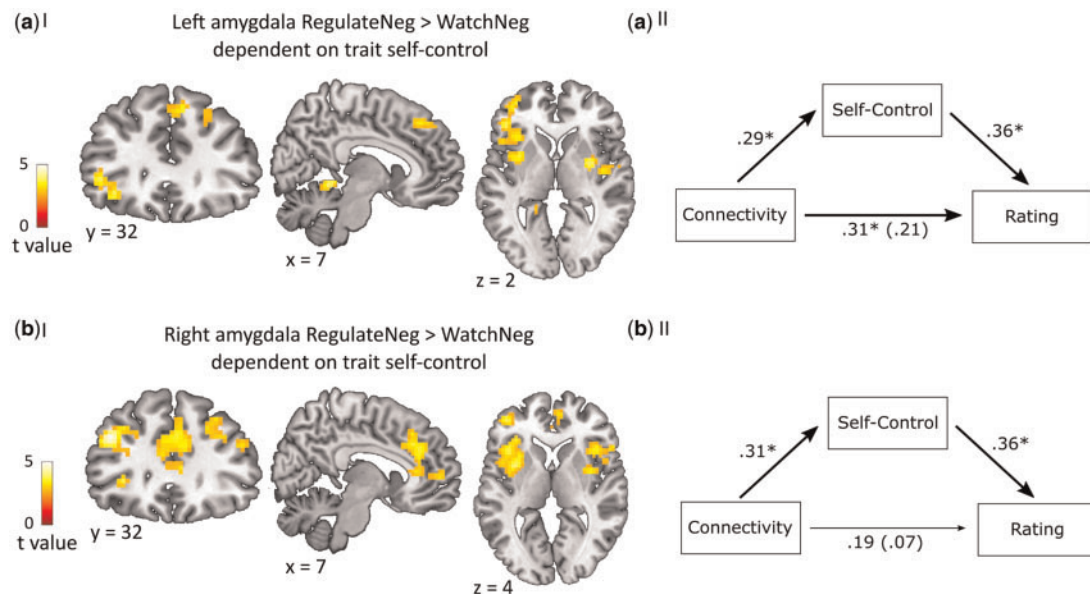 (a) I
Left amygdala RegulateNeg > WatchNeg
dependent on trait self-control
5
0
t value
y = 32
x = 7
z = 2
(a) II
Self-Control
.29*
.36*
Connectivity
Rating
.31* (.21)
(b) I
Right amygdala RegulateNeg > WatchNeg
dependent on trait self-control
5
0
t value
y = 32
x = 7
z = 4
(b) II
Self-Control
.31*
.36*
Connectivity
Rating
.19 (.07)